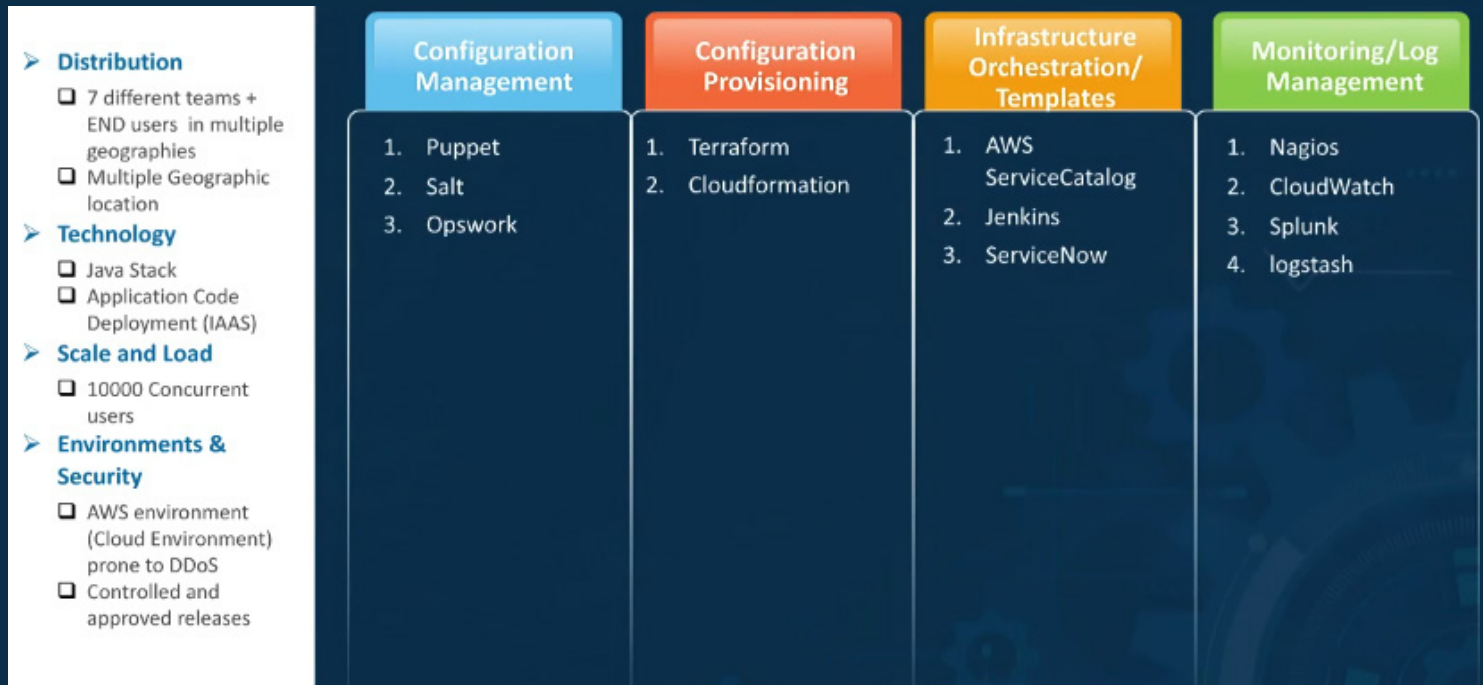 Distribution
7 different teams +
END users in multiple
geographies
Multiple Geographic
location
Technology
Java Stack
Application Code
Deployment (IAAS)
Scale and Load
10000 Concurrent
users
Environments &
Security
AWS environment
(Cloud Environment)
prone to DDoS
Controlled and
approved releases
Configuration
Management
1. Puppet
2. Salt
3. Opswork
Configuration
Provisioning
1. Terraform
2. Cloudformation
Infrastructure
Orchestration/
Templates
1. AWS
ServiceCatalog
2. Jenkins
3. ServiceNow
Monitoring/Log
Management
1. Nagios
2. CloudWatch
3. Splunk
4. logstash